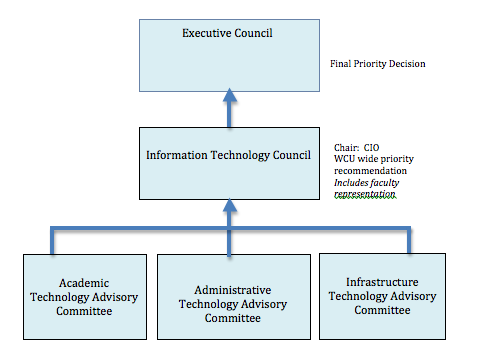 Executive Council
Final Priority Decision
Information Technology Council
Chair:  CIO
WCU wide priority
recommendation
Includes faculty
representation
Academic
Technology Advisory
Committee
Administrative
Technology Advisory
Committee
Infrastructure
Technology Advisory
Committee